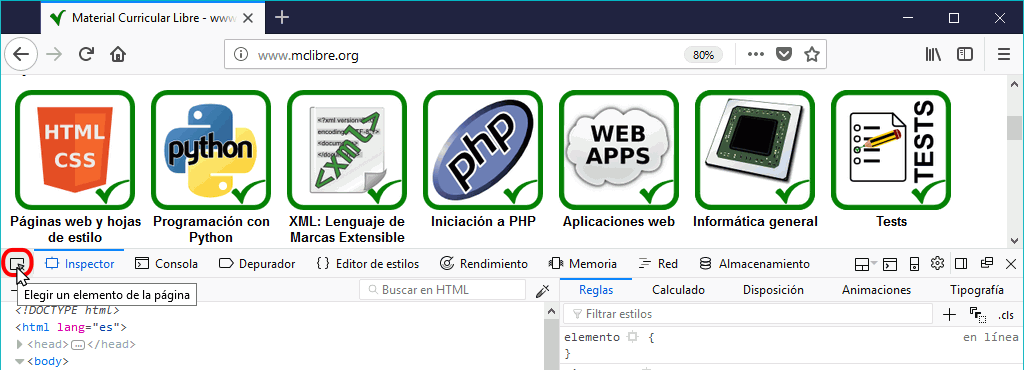 Material Curricular Libre - www
www.mclibre.org
80%
HTML
CSS
python
<?xml version=
encoding="UTF-8"?>
<documento>
<XML>
</documento>
php
WEB
APPS
TESTS
Páginas web y hojas
de estilo
Programación con
Python
XML: Lenguaje de
Marcas Extensible
Iniciación a PHP
Aplicaciones web
Informática general
Tests
Inspector
Consola
Depurador
{ } Editor de estilos
Rendimiento
Memoria
Red
Almacenamiento
Elegir un elemento de la página
Buscar en HTML
<!DOCTYPE html>
<html lang="es">
<head>…</head>
<body>
Reglas
Calculado
Disposición
Animaciones
Tipografía
Filtrar estilos
+
.cls
elemento {
en línea
}